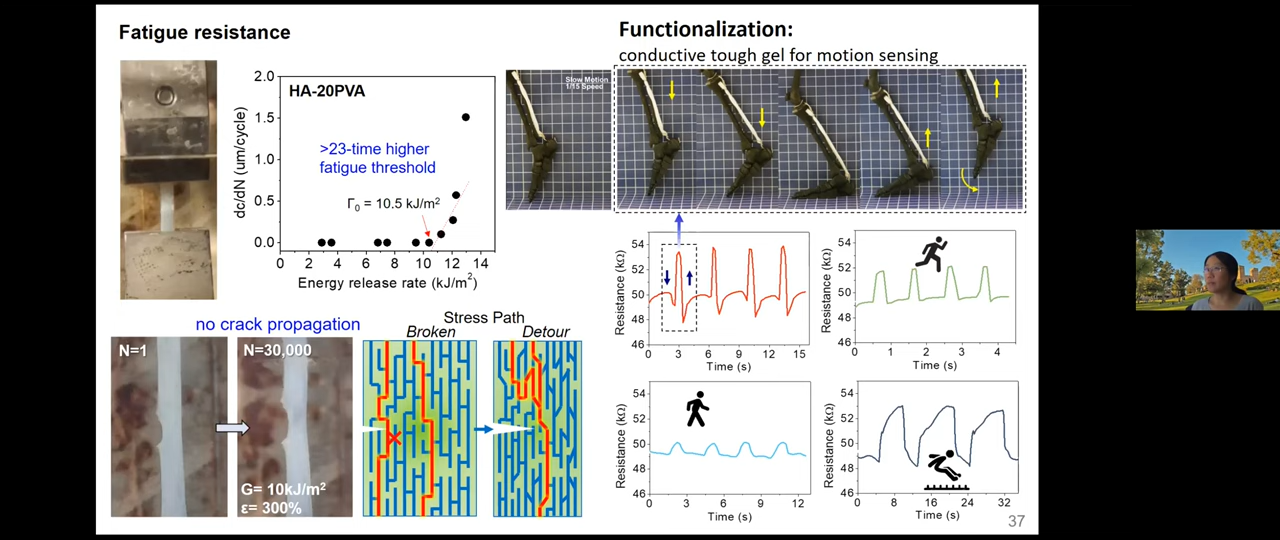 Fatigue resistance
2.0
1.5
1.0
0.5
0.0
dc/dN (um/cycle)
HA-20PVA
>23-time higher
fatigue threshold
Γ₀ = 10.5 kJ/m²
0 2 4 6 8 10 12 14
Energy release rate (kJ/m²)
no crack propagation
N=1
N=30,000
G= 10kJ/m²
ε= 300%
Stress Path
Broken
Detour
Functionalization:
conductive tough gel for motion sensing
Slow Motion
1/15 Speed
54
52
50
48
46
Resistance (kΩ)
0 3 6 9 12 15
Time (s)
54
52
50
48
46
Resistance (kΩ)
0 1 2 3 4
Time (s)
54
52
50
48
46
Resistance (kΩ)
0 3 6 9 12
Time (s)
54
52
50
48
46
Resistance (kΩ)
0 8 16 24 32
Time (s)
37